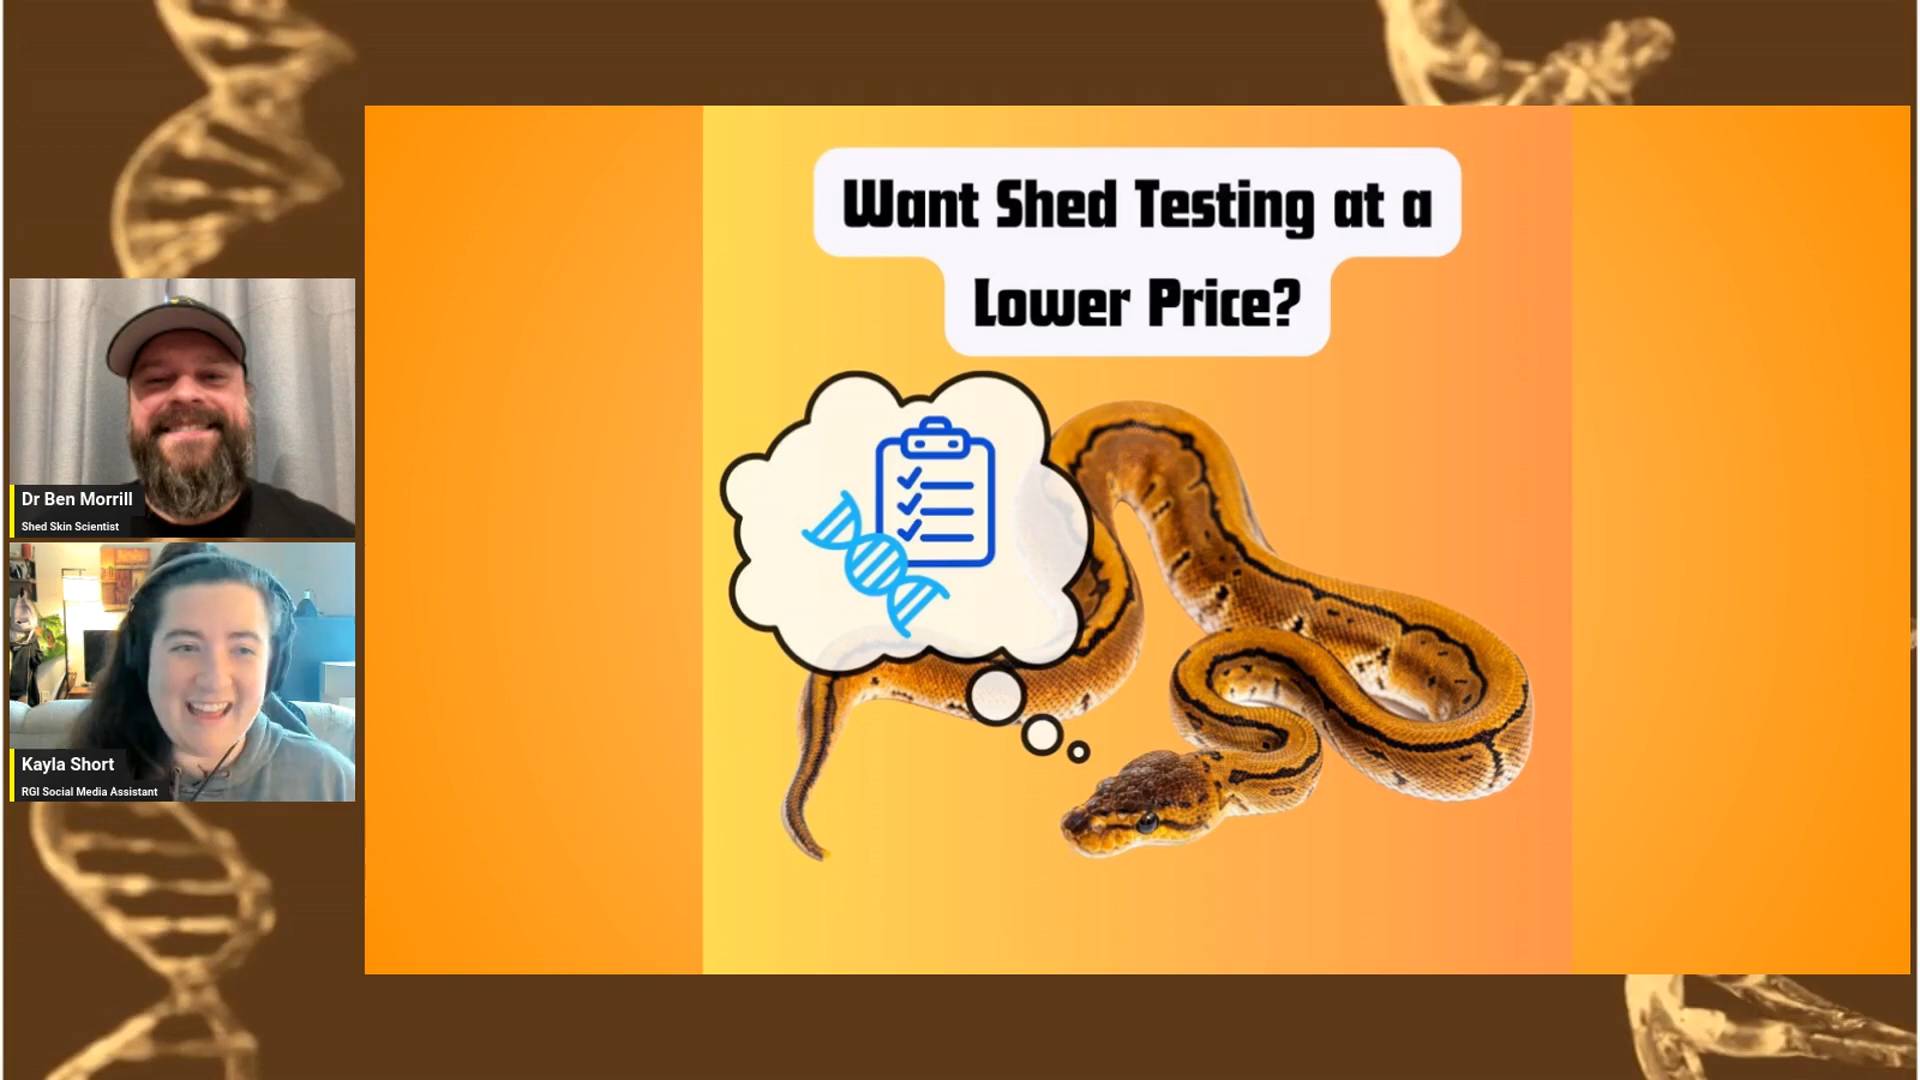 Want Shed Testing at a
Lower Price?
Dr Ben Morrill
Shed Skin Scientist
Kayla Short
RGI Social Media Assistant